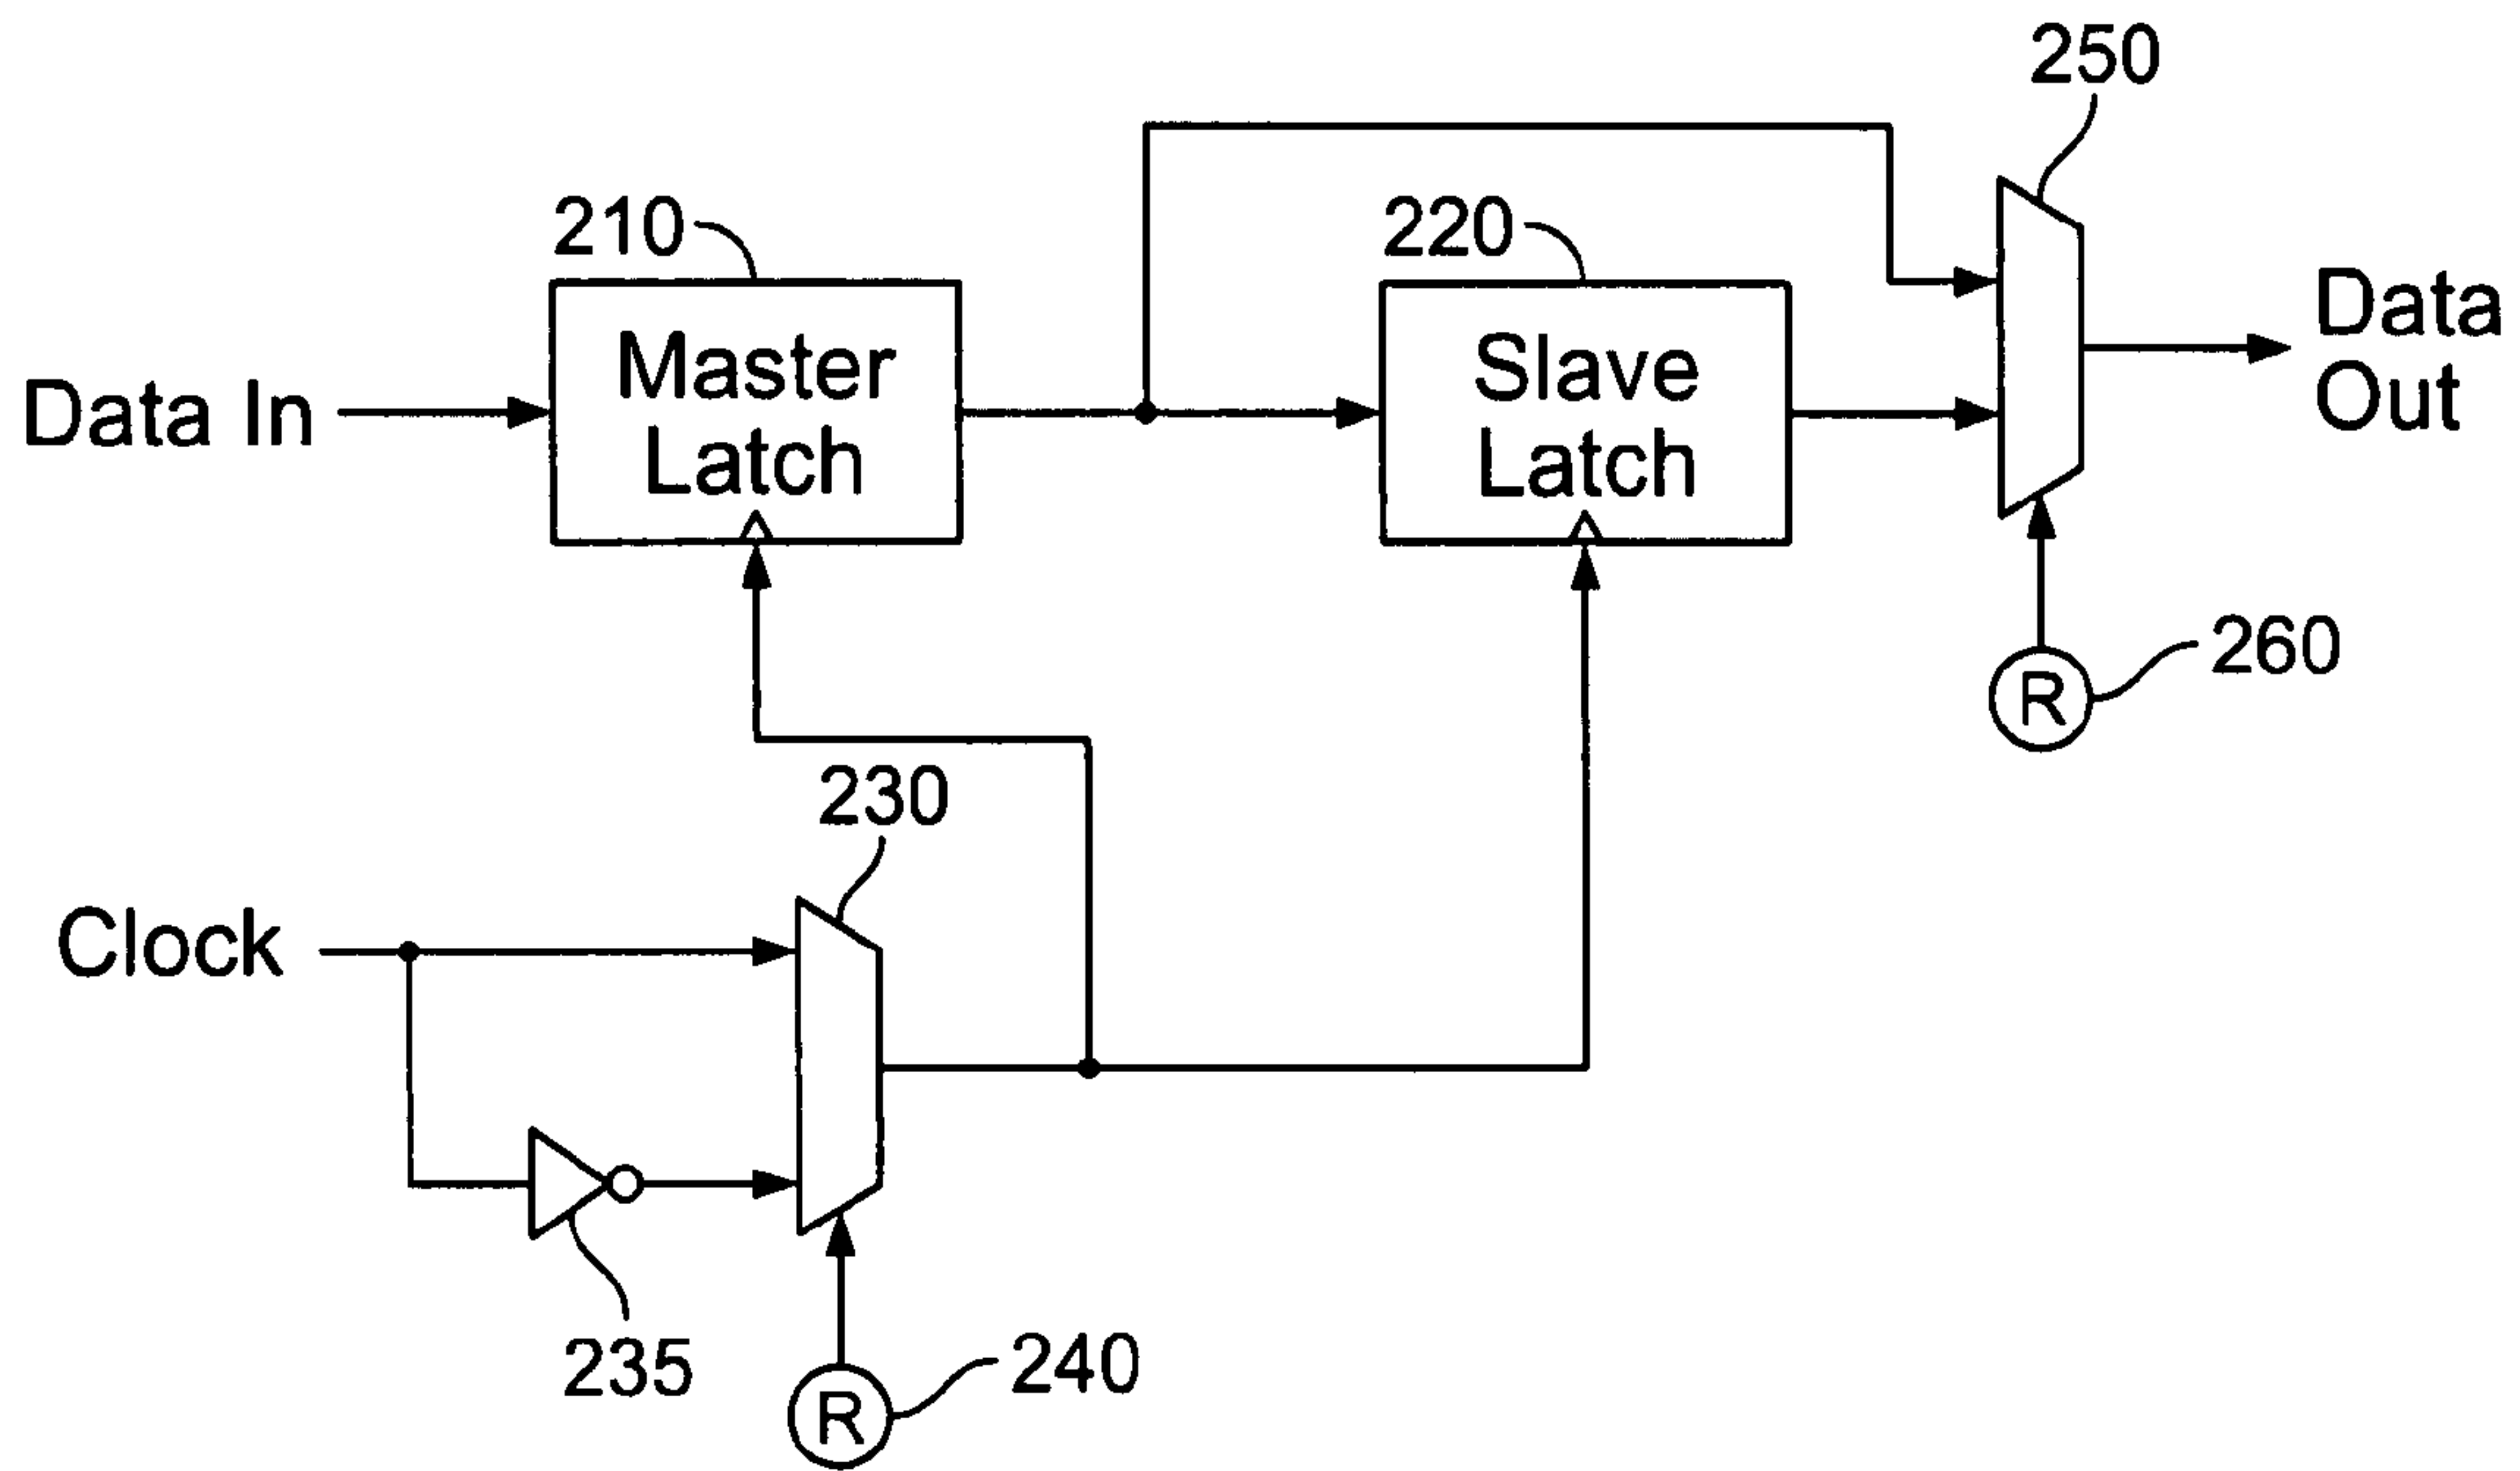 250
210
220
Master
Latch
Slave
Latch
Data In
Data
Out
260
R
230
Clock
235
240
R